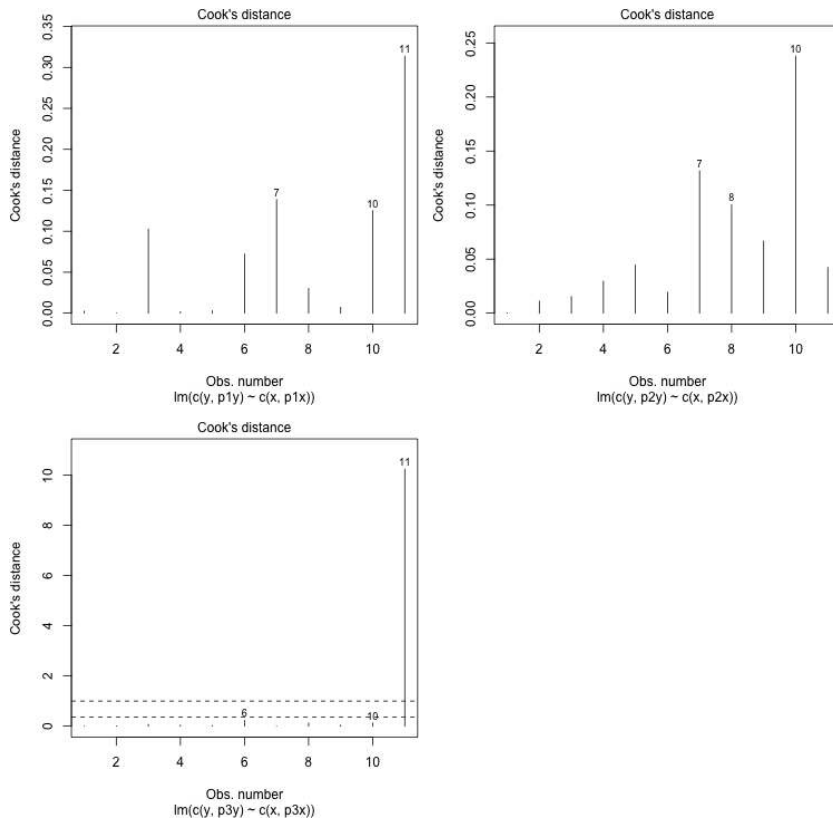 Cook's distance
Cook's distance
0.00 0.05 0.10 0.15 0.20 0.25 0.30 0.35
7
10
11
2 4 6 8 10
Obs. number
lm(c(y, p1y) ~ c(x, p1x))
Cook's distance
Cook's distance
0.00 0.05 0.10 0.15 0.20 0.25
7
8
10
2 4 6 8 10
Obs. number
lm(c(y, p2y) ~ c(x, p2x))
Cook's distance
Cook's distance
0 2 4 6 8 10
6
10
11
2 4 6 8 10
Obs. number
lm(c(y, p3y) ~ c(x, p3x))